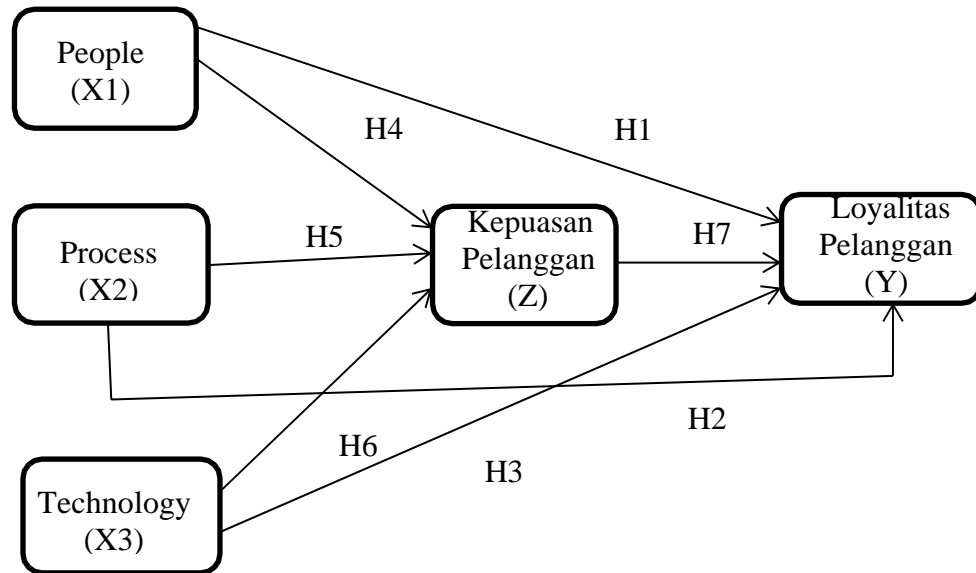 People
(X1)
H1
H4
Process
(X2)
H5
Kepuasan
Pelanggan
(Z)
H7
Loyalitas
Pelanggan
(Y)
H2
H6
H3
Technology
(X3)